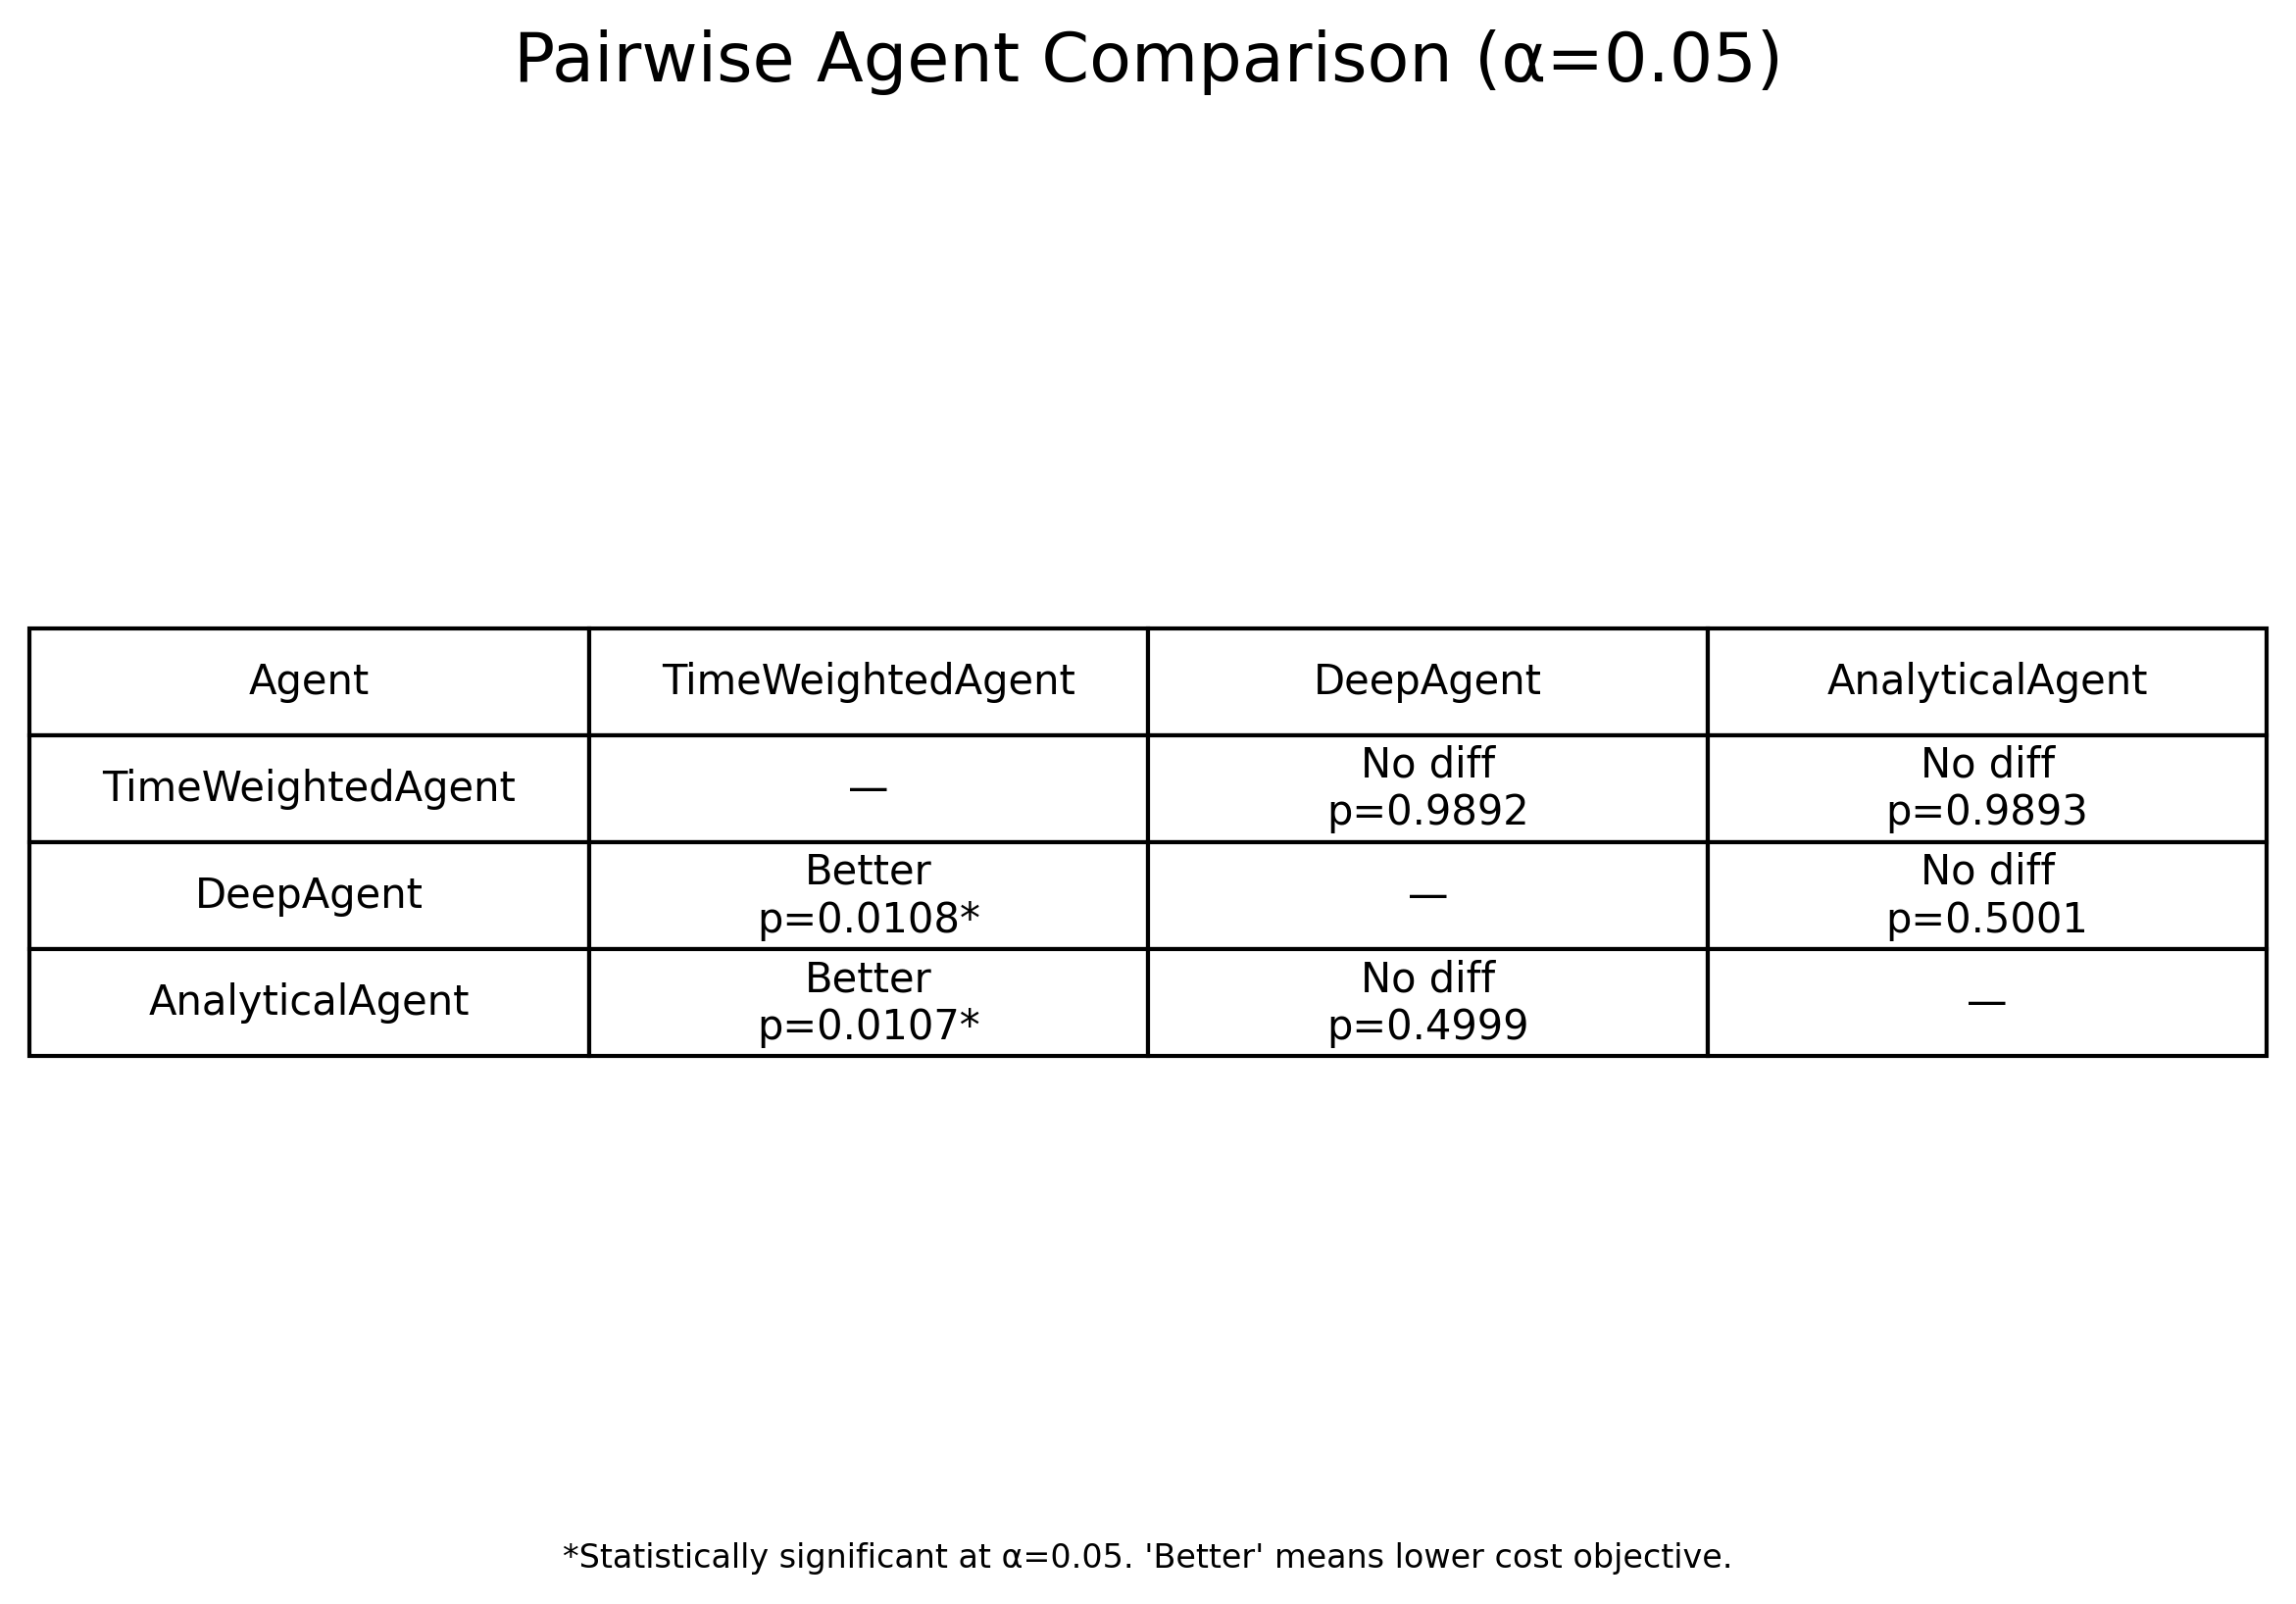 Pairwise Agent Comparison (α=0.05)
Agent TimeWeightedAgent DeepAgent AnalyticalAgent
TimeWeightedAgent — No diff p=0.9892 No diff p=0.9893
DeepAgent Better p=0.0108* — No diff p=0.5001
AnalyticalAgent Better p=0.0107* No diff p=0.4999 —
*Statistically significant at α=0.05. 'Better' means lower cost objective.